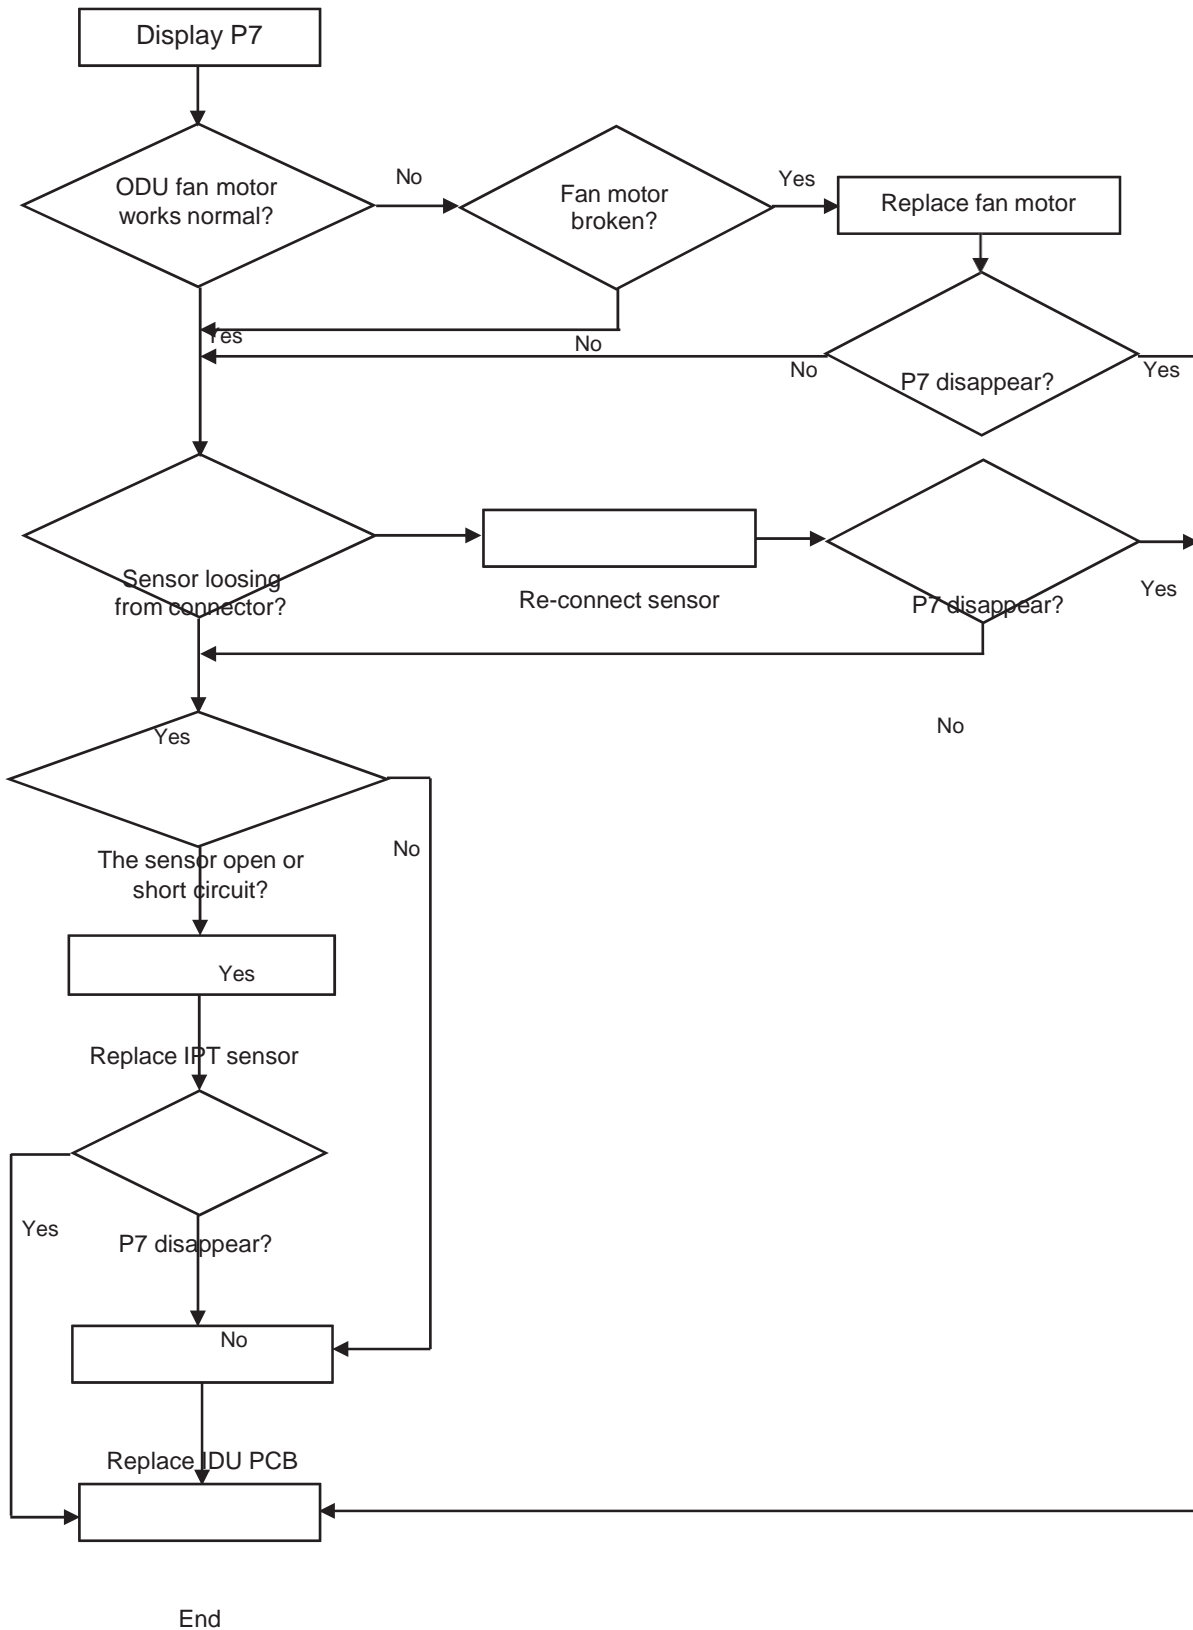 Display P7
ODU fan motor
works normal?
No
Fan motor
broken?
Yes
Replace fan motor
Yes
No
No
P7 disappear?
Yes
Sensor loosing
from connector?
Re-connect sensor
P7 disappear?
Yes
No
Yes
The sensor open or
short circuit?
No
Yes
Replace IPT sensor
Yes
P7 disappear?
No
Replace IDU PCB
End